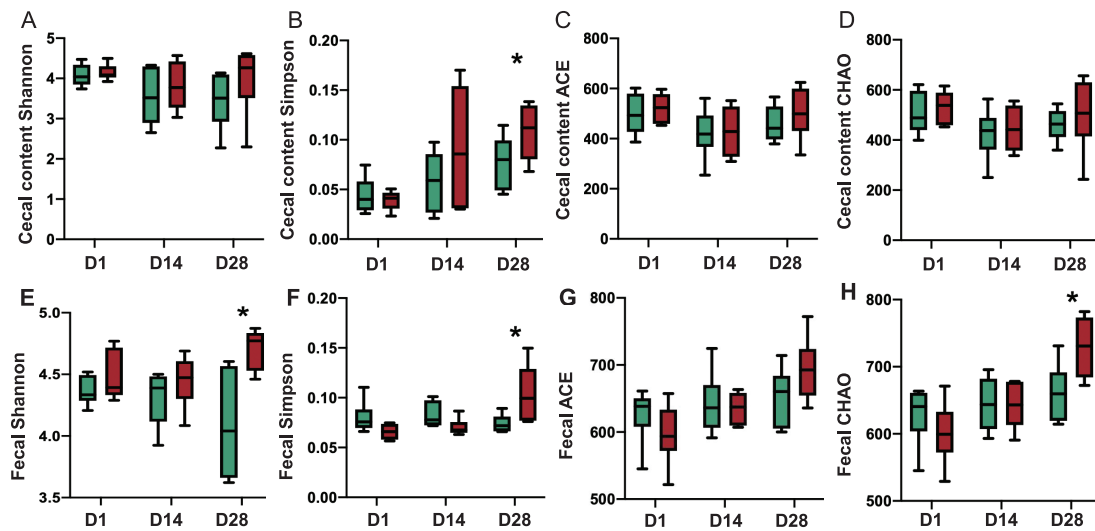 A
Cecal content Shannon
5
4
3
2
1
0
D1 D14 D28
B
Cecal content Simpson
0.20
0.15
0.10
0.05
0.00
*
D1 D14 D28
C
Cecal content ACE
800
600
400
200
0
D1 D14 D28
D
Cecal content CHAO
800
600
400
200
0
D1 D14 D28
E
Fecal Shannon
5.0
4.5
4.0
3.5
*
D1 D14 D28
F
Fecal Simpson
0.20
0.15
0.10
0.05
0.00
*
D1 D14 D28
G
Fecal ACE
800
700
600
500
D1 D14 D28
H
Fecal CHAO
800
700
600
500
*
D1 D14 D28